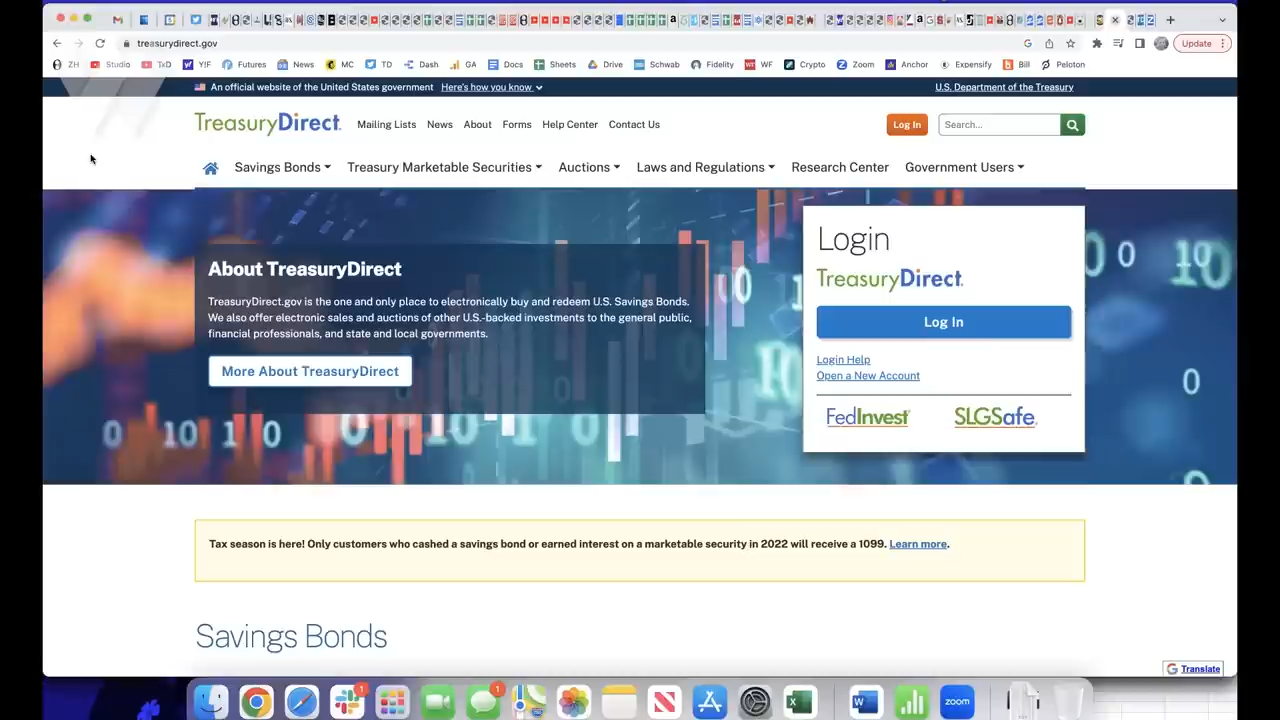 treasurydirect.gov
Update
ZH Studio TxD Y!F Futures News MC TD Dash GA Docs Sheets Drive Schwab Fidelity WF Crypto Zoom Anchor Expensify Bill Peloton
An official website of the United States government Here's how you know
U.S. Department of the Treasury
TreasuryDirect. Mailing Lists News About Forms Help Center Contact Us
Log In Search...
Savings Bonds Treasury Marketable Securities Auctions Laws and Regulations Research Center Government Users
About TreasuryDirect
TreasuryDirect.gov is the one and only place to electronically buy and redeem U.S. Savings Bonds.
We also offer electronic sales and auctions of other U.S.-backed investments to the general public,
financial professionals, and state and local governments.
More About TreasuryDirect
Login
TreasuryDirect.
Log In
Login Help
Open a New Account
FedInvest SLGSafe.
Tax season is here! Only customers who cashed a savings bond or earned interest on a marketable security in 2022 will receive a 1099. Learn more.
Savings Bonds
Translate
1
1
zoom